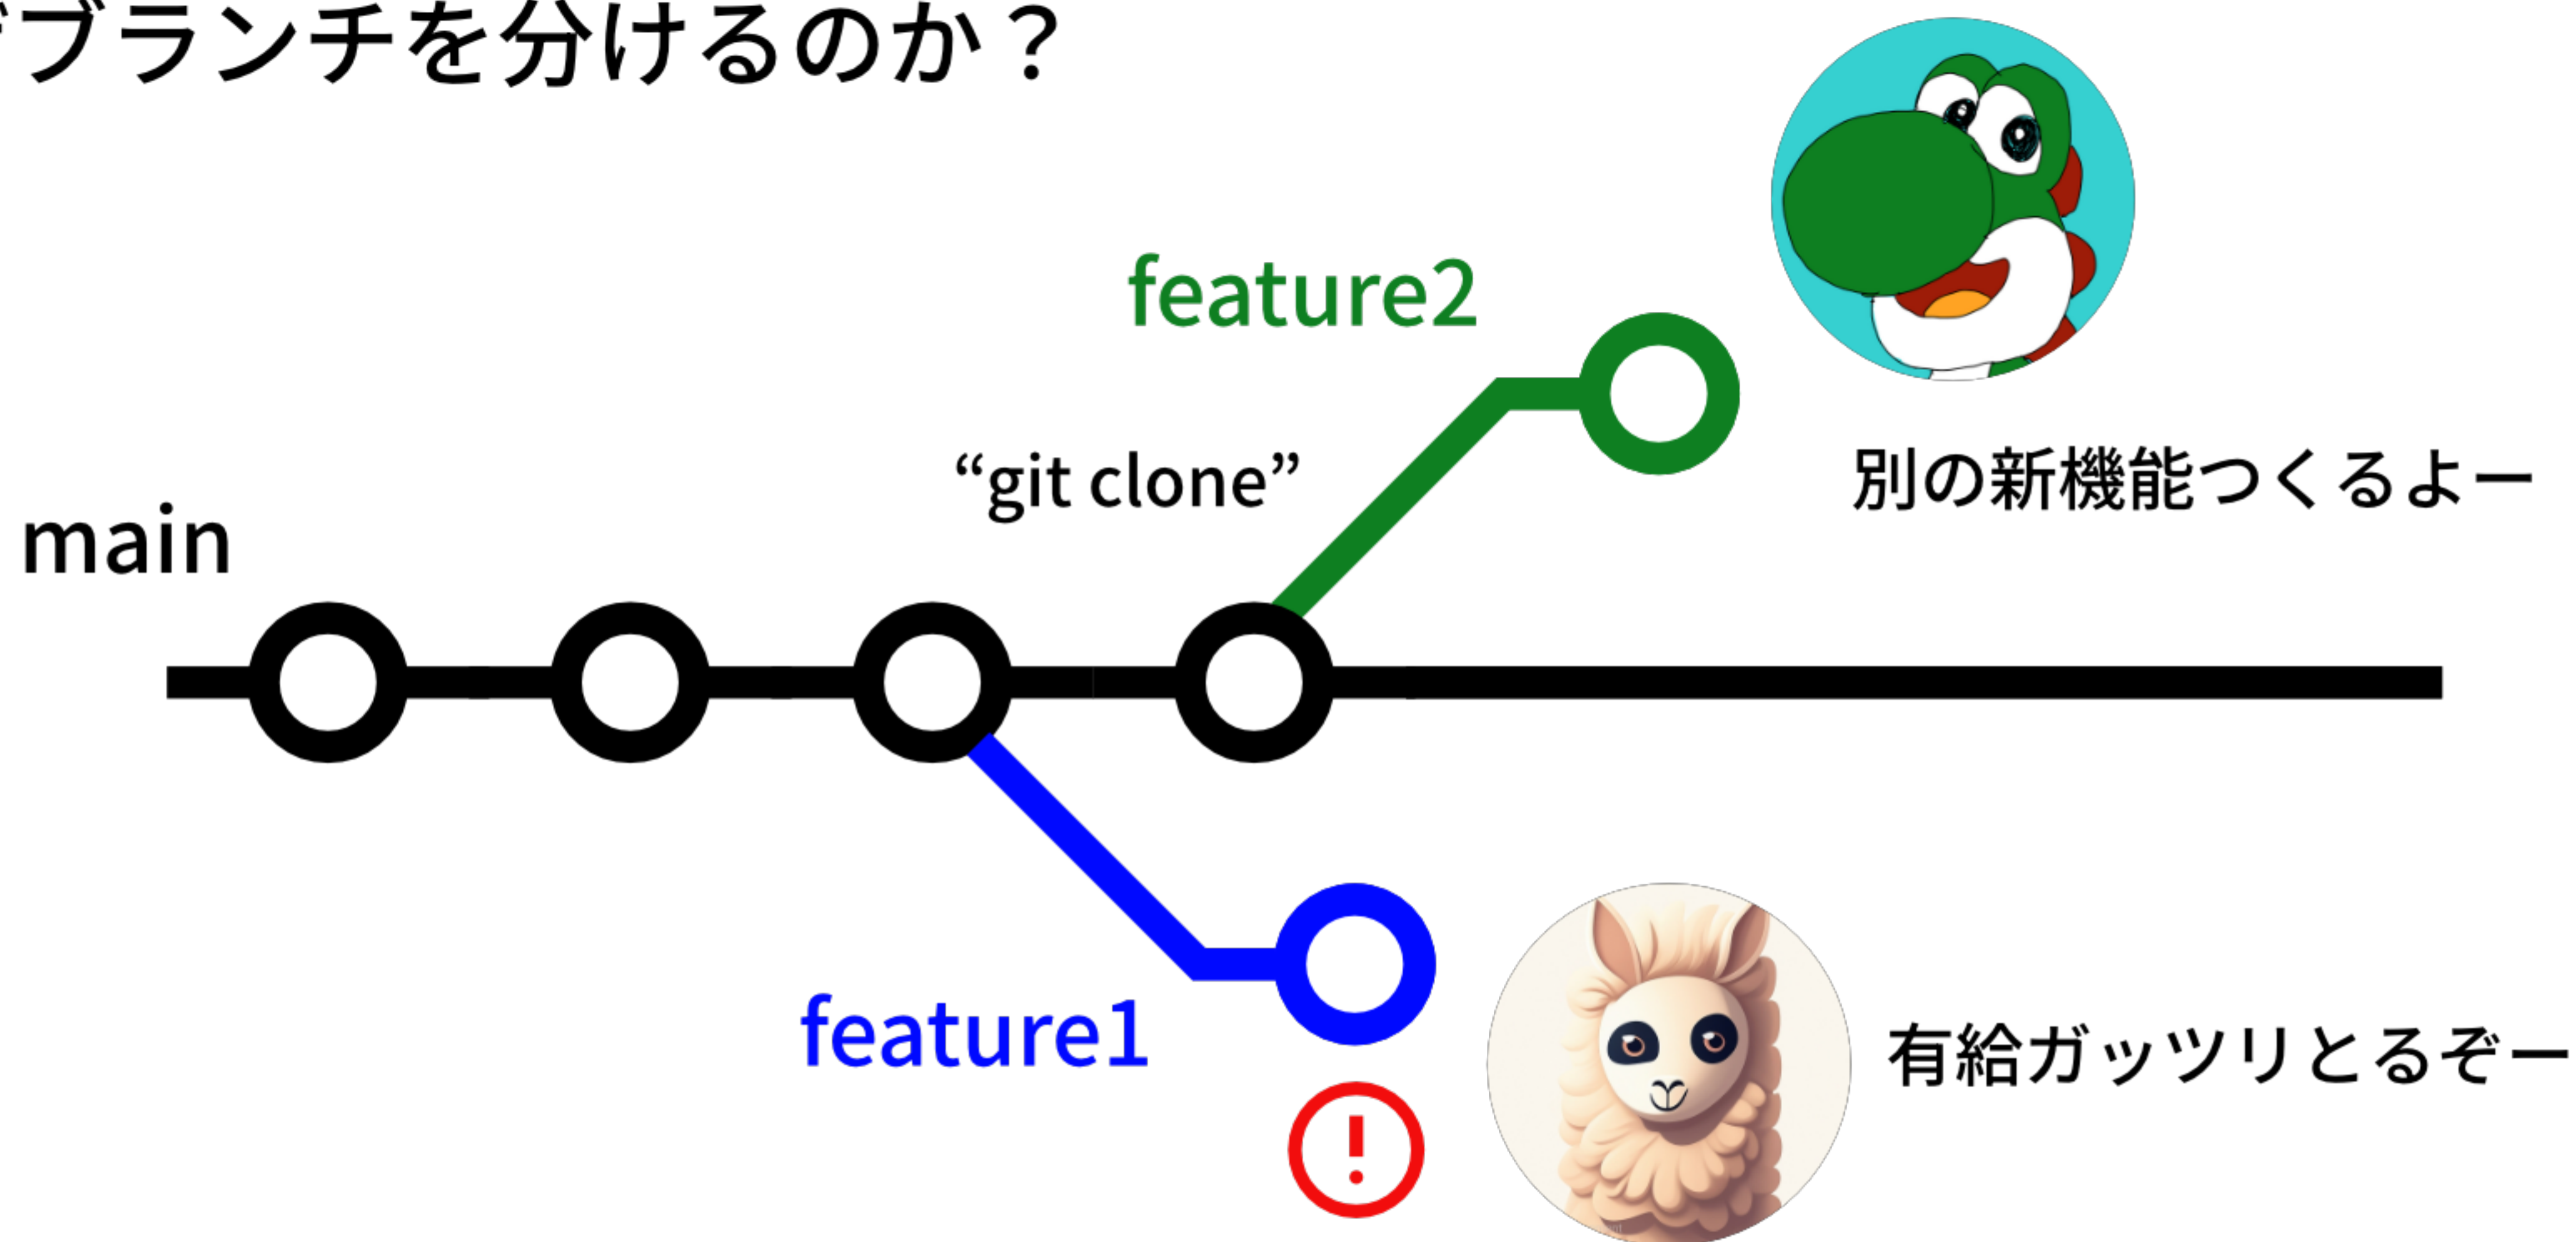 ブランチを分けるのか？
feature2
“git clone”
別の新機能つくるよー
main
feature1
有給ガッツリとるぞー